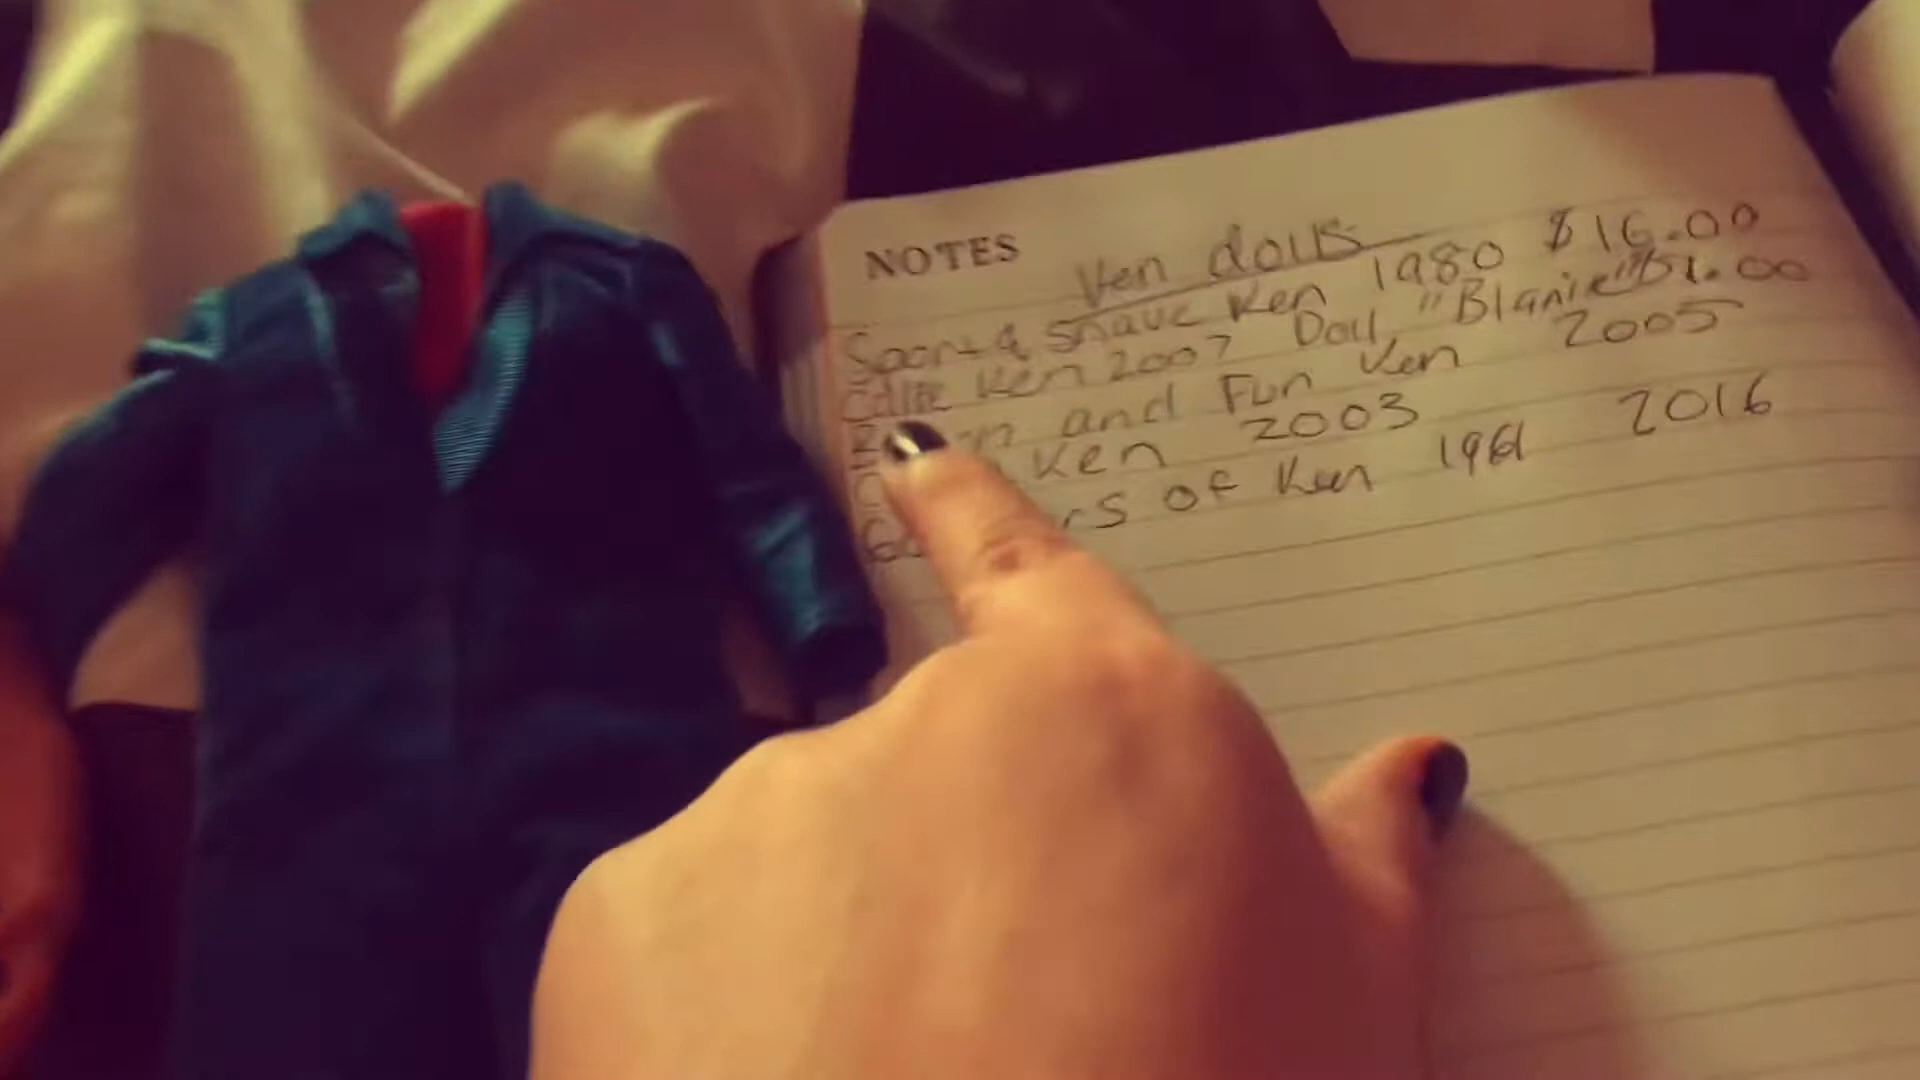 NOTES
Ken dolls
Sport & Shave Ken 1980 $16.00
Ken 2007 Doll "Blanie" $1.00
and Fun Ken 2005
Ken 2003
of Ken 1961 2016